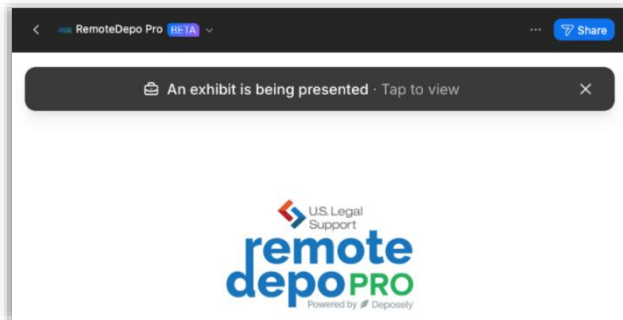 RemoteDepo Pro BETA
··· Share
An exhibit is being presented · Tap to view
U.S. Legal
Support
remote
depo PRO
Powered by Deposely